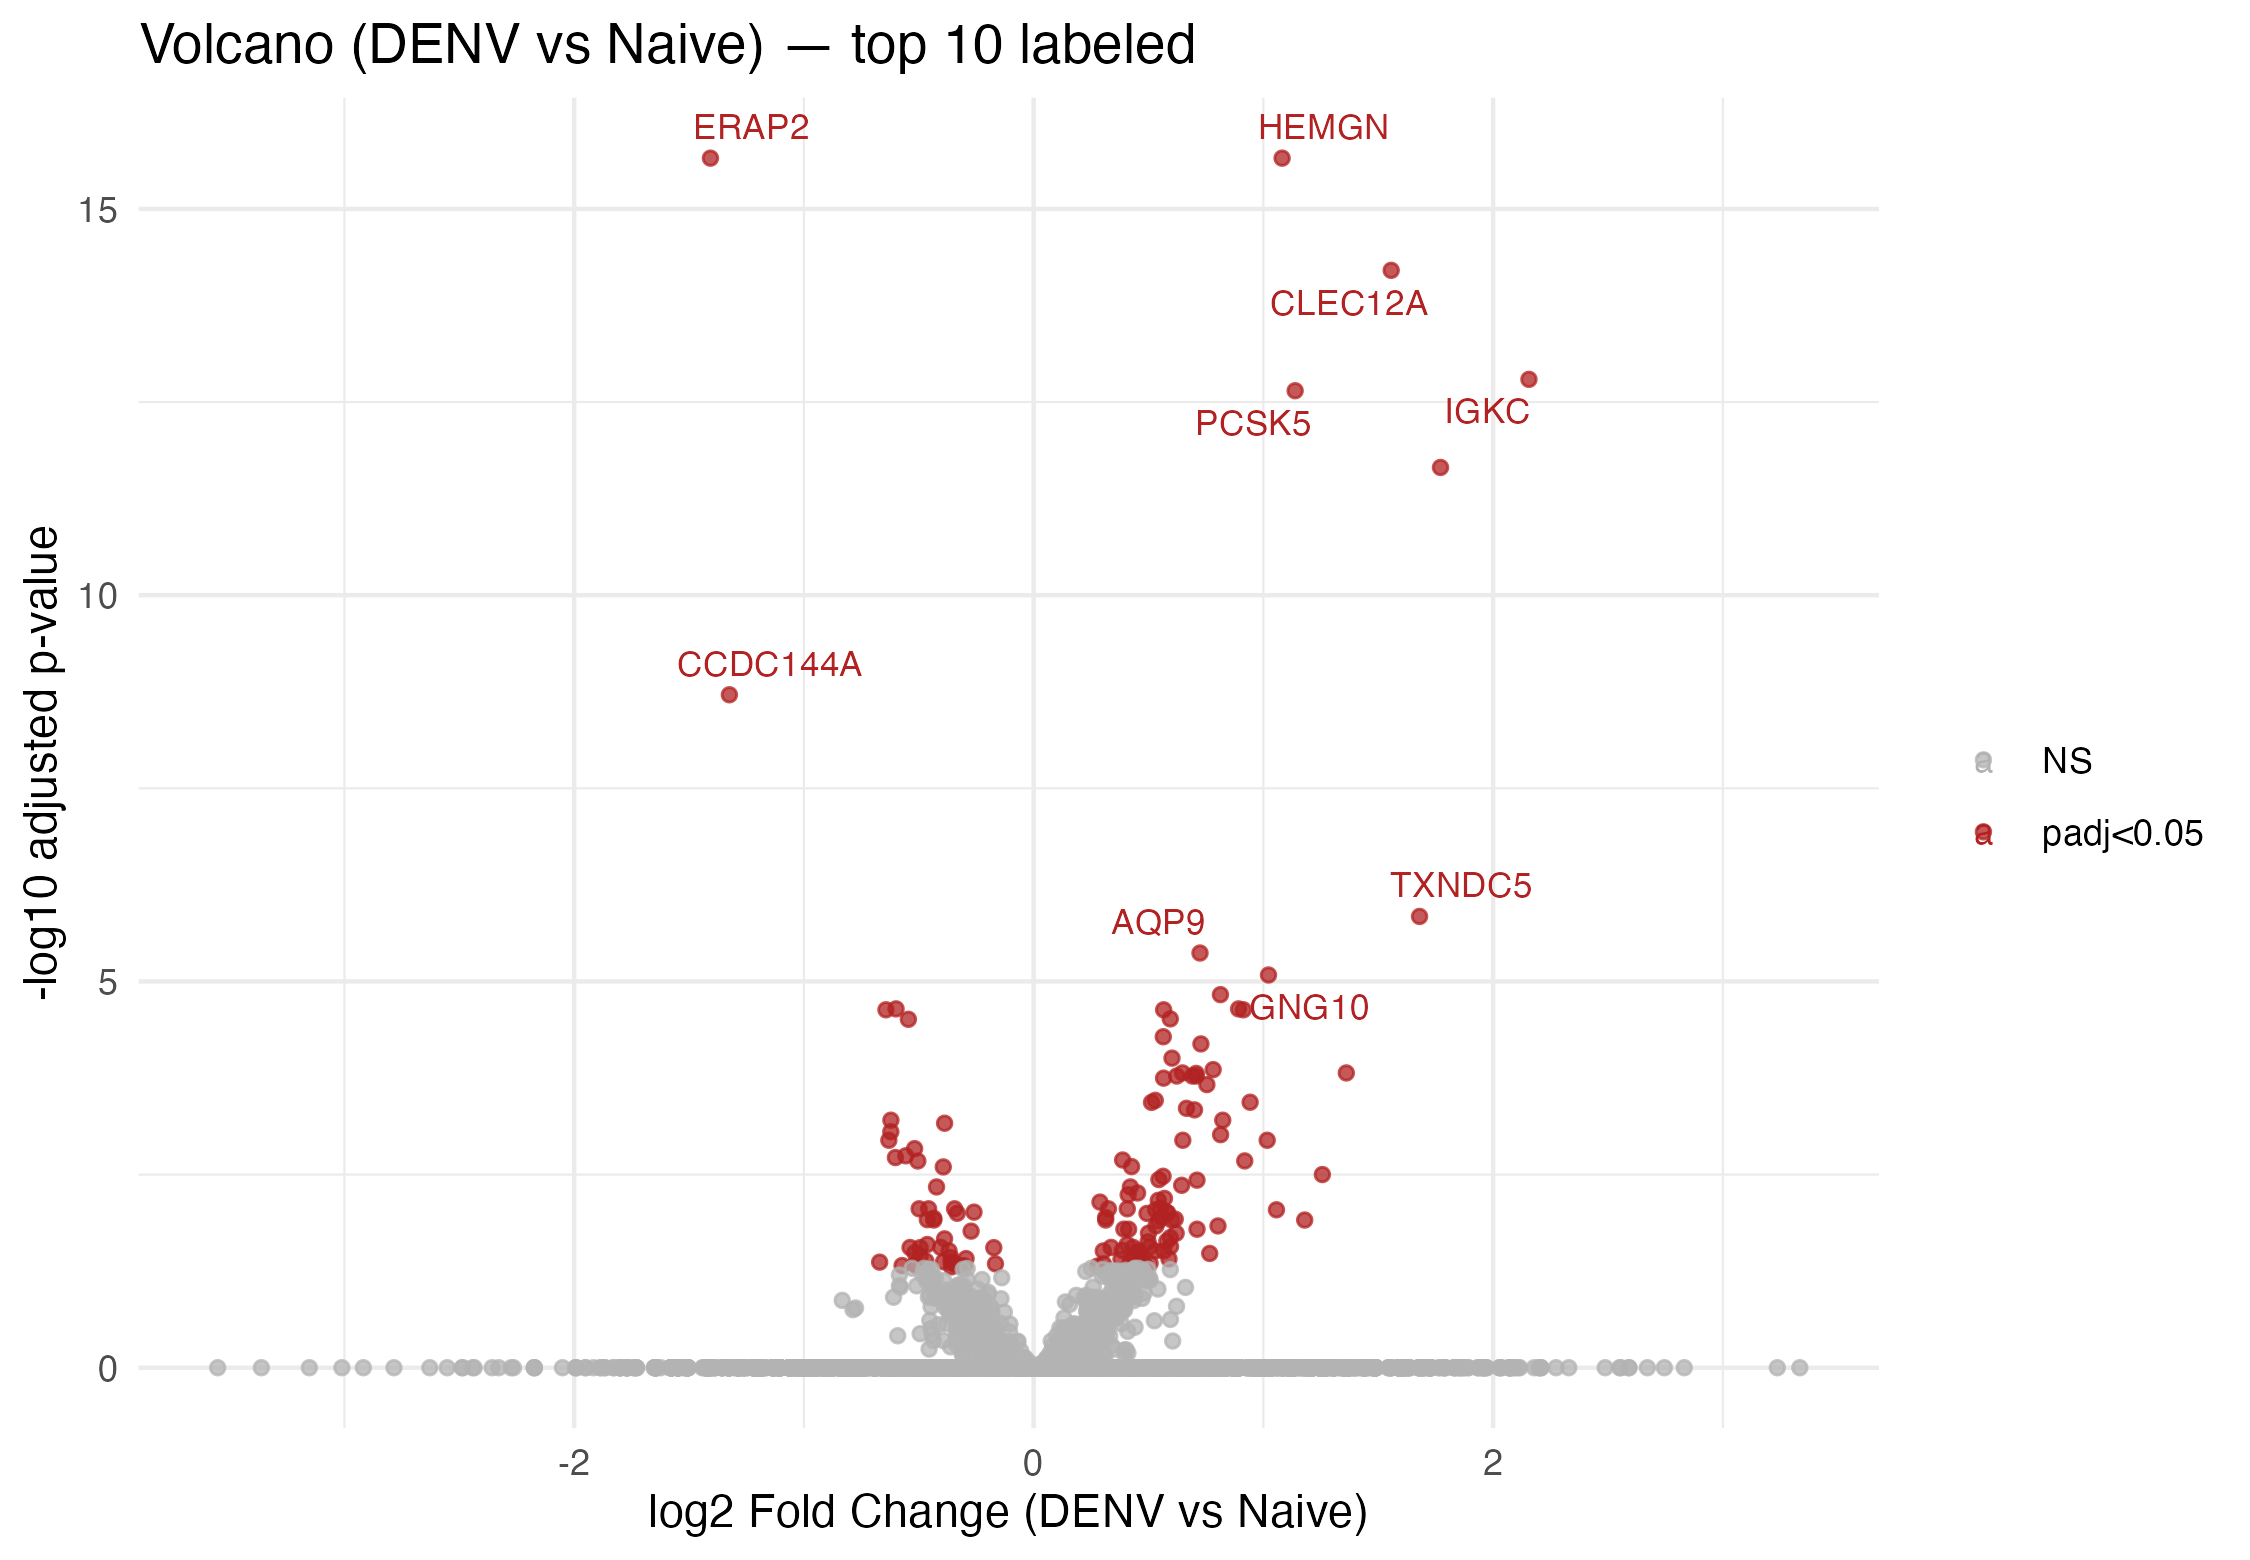 Volcano (DENV vs Naive) — top 10 labeled
ERAP2
HEMGN
15
CLEC12A
IGKC
PCSK5
10
CCDC144A
-log10 adjusted p-value
a NS
a padj<0.05
TXNDC5
AQP9
5
GNG10
0
-2 0 2
log2 Fold Change (DENV vs Naive)